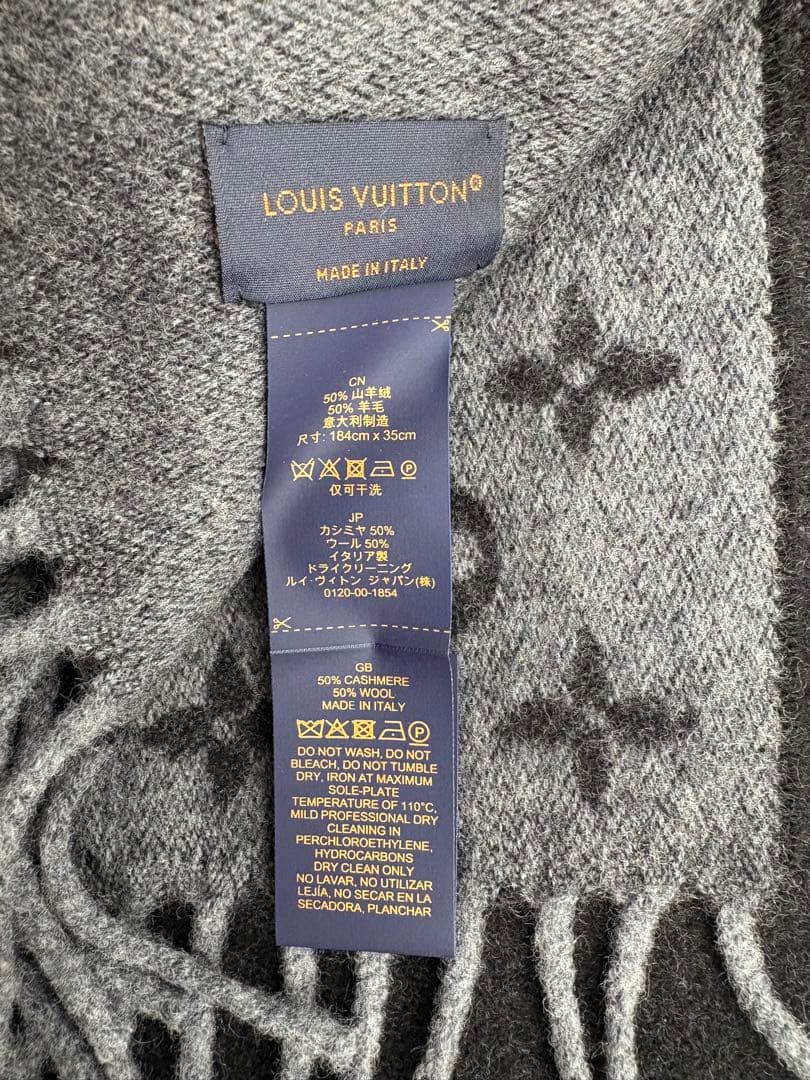 LOUIS VUITTON®
PARIS
MADE IN ITALY
CN
50% 山羊绒
50% 羊毛
意大利制造
尺寸: 184cm x 35cm
仅可干洗
JP
カシミヤ 50%
ウール 50%
イタリア製
ドライクリーニング
ルイ・ヴィトン ジャパン(株)
0120-00-1854
GB
50% CASHMERE
50% WOOL
MADE IN ITALY
DO NOT WASH, DO NOT
BLEACH, DO NOT TUMBLE
DRY, IRON AT MAXIMUM
SOLE-PLATE
TEMPERATURE OF 110°C,
MILD PROFESSIONAL DRY
CLEANING IN
PERCHLOROETHYLENE,
HYDROCARBONS
DRY CLEAN ONLY
NO LAVAR, NO UTILIZAR
LEJÍA, NO SECAR EN LA
SECADORA, PLANCHAR